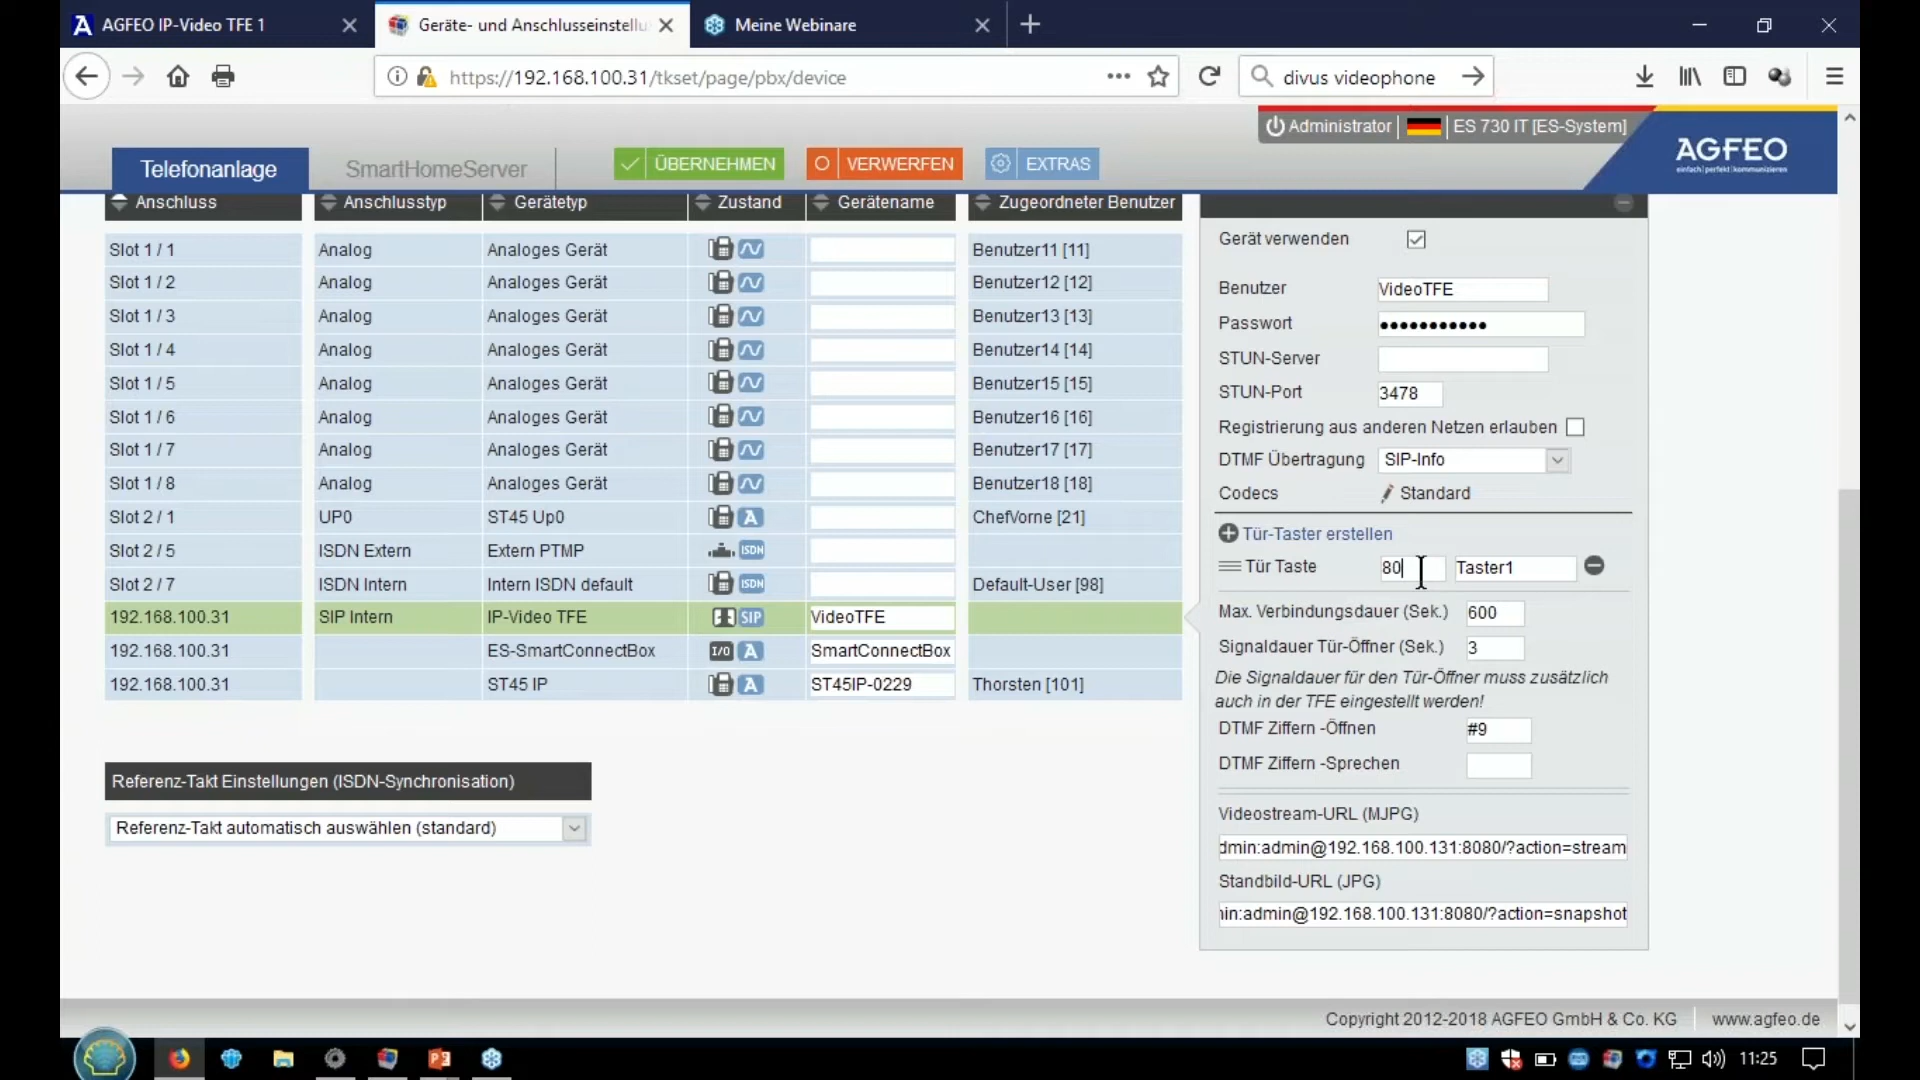 AGFEO IP-Video TFE 1
Geräte- und Anschlusseinstellu
Meine Webinare
https://192.168.100.31/tkset/page/pbx/device
divus videophone
Administrator
ES 730 IT [ES-System]
AGFEO
einfach|perfekt|kommunizieren
Telefonanlage
SmartHomeServer
ÜBERNEHMEN
VERWERFEN
EXTRAS
Anschluss Anschlusstyp Gerätetyp Zustand Gerätename Zugeordneter Benutzer
Slot 1 / 1 Analog Analoges Gerät Benutzer11 [11]
Slot 1 / 2 Analog Analoges Gerät Benutzer12 [12]
Slot 1 / 3 Analog Analoges Gerät Benutzer13 [13]
Slot 1 / 4 Analog Analoges Gerät Benutzer14 [14]
Slot 1 / 5 Analog Analoges Gerät Benutzer15 [15]
Slot 1 / 6 Analog Analoges Gerät Benutzer16 [16]
Slot 1 / 7 Analog Analoges Gerät Benutzer17 [17]
Slot 1 / 8 Analog Analoges Gerät Benutzer18 [18]
Slot 2 / 1 UP0 ST45 Up0 A ChefVorne [21]
Slot 2 / 5 ISDN Extern Extern PTMP ISDN
Slot 2 / 7 ISDN Intern Intern ISDN default ISDN Default-User [98]
192.168.100.31 SIP Intern IP-Video TFE SIP VideoTFE
192.168.100.31 ES-SmartConnectBox I/O A SmartConnectBox
192.168.100.31 ST45 IP A ST45IP-0229 Thorsten [101]
Referenz-Takt Einstellungen (ISDN-Synchronisation)
Referenz-Takt automatisch auswählen (standard)
Gerät verwenden
Benutzer VideoTFE
Passwort •••••••••••
STUN-Server
STUN-Port 3478
Registrierung aus anderen Netzen erlauben
DTMF Übertragung SIP-Info
Codecs Standard
Tür-Taster erstellen
Tür Taste 80 Taster1
Max. Verbindungsdauer (Sek.) 600
Signaldauer Tür-Öffner (Sek.) 3
Die Signaldauer für den Tür-Öffner muss zusätzlich
auch in der TFE eingestellt werden!
DTMF Ziffern -Öffnen #9
DTMF Ziffern -Sprechen
Videostream-URL (MJPG)
dmin:admin@192.168.100.131:8080/?action=stream
Standbild-URL (JPG)
in:admin@192.168.100.131:8080/?action=snapshot
Copyright 2012-2018 AGFEO GmbH & Co. KG
www.agfeo.de
11:25